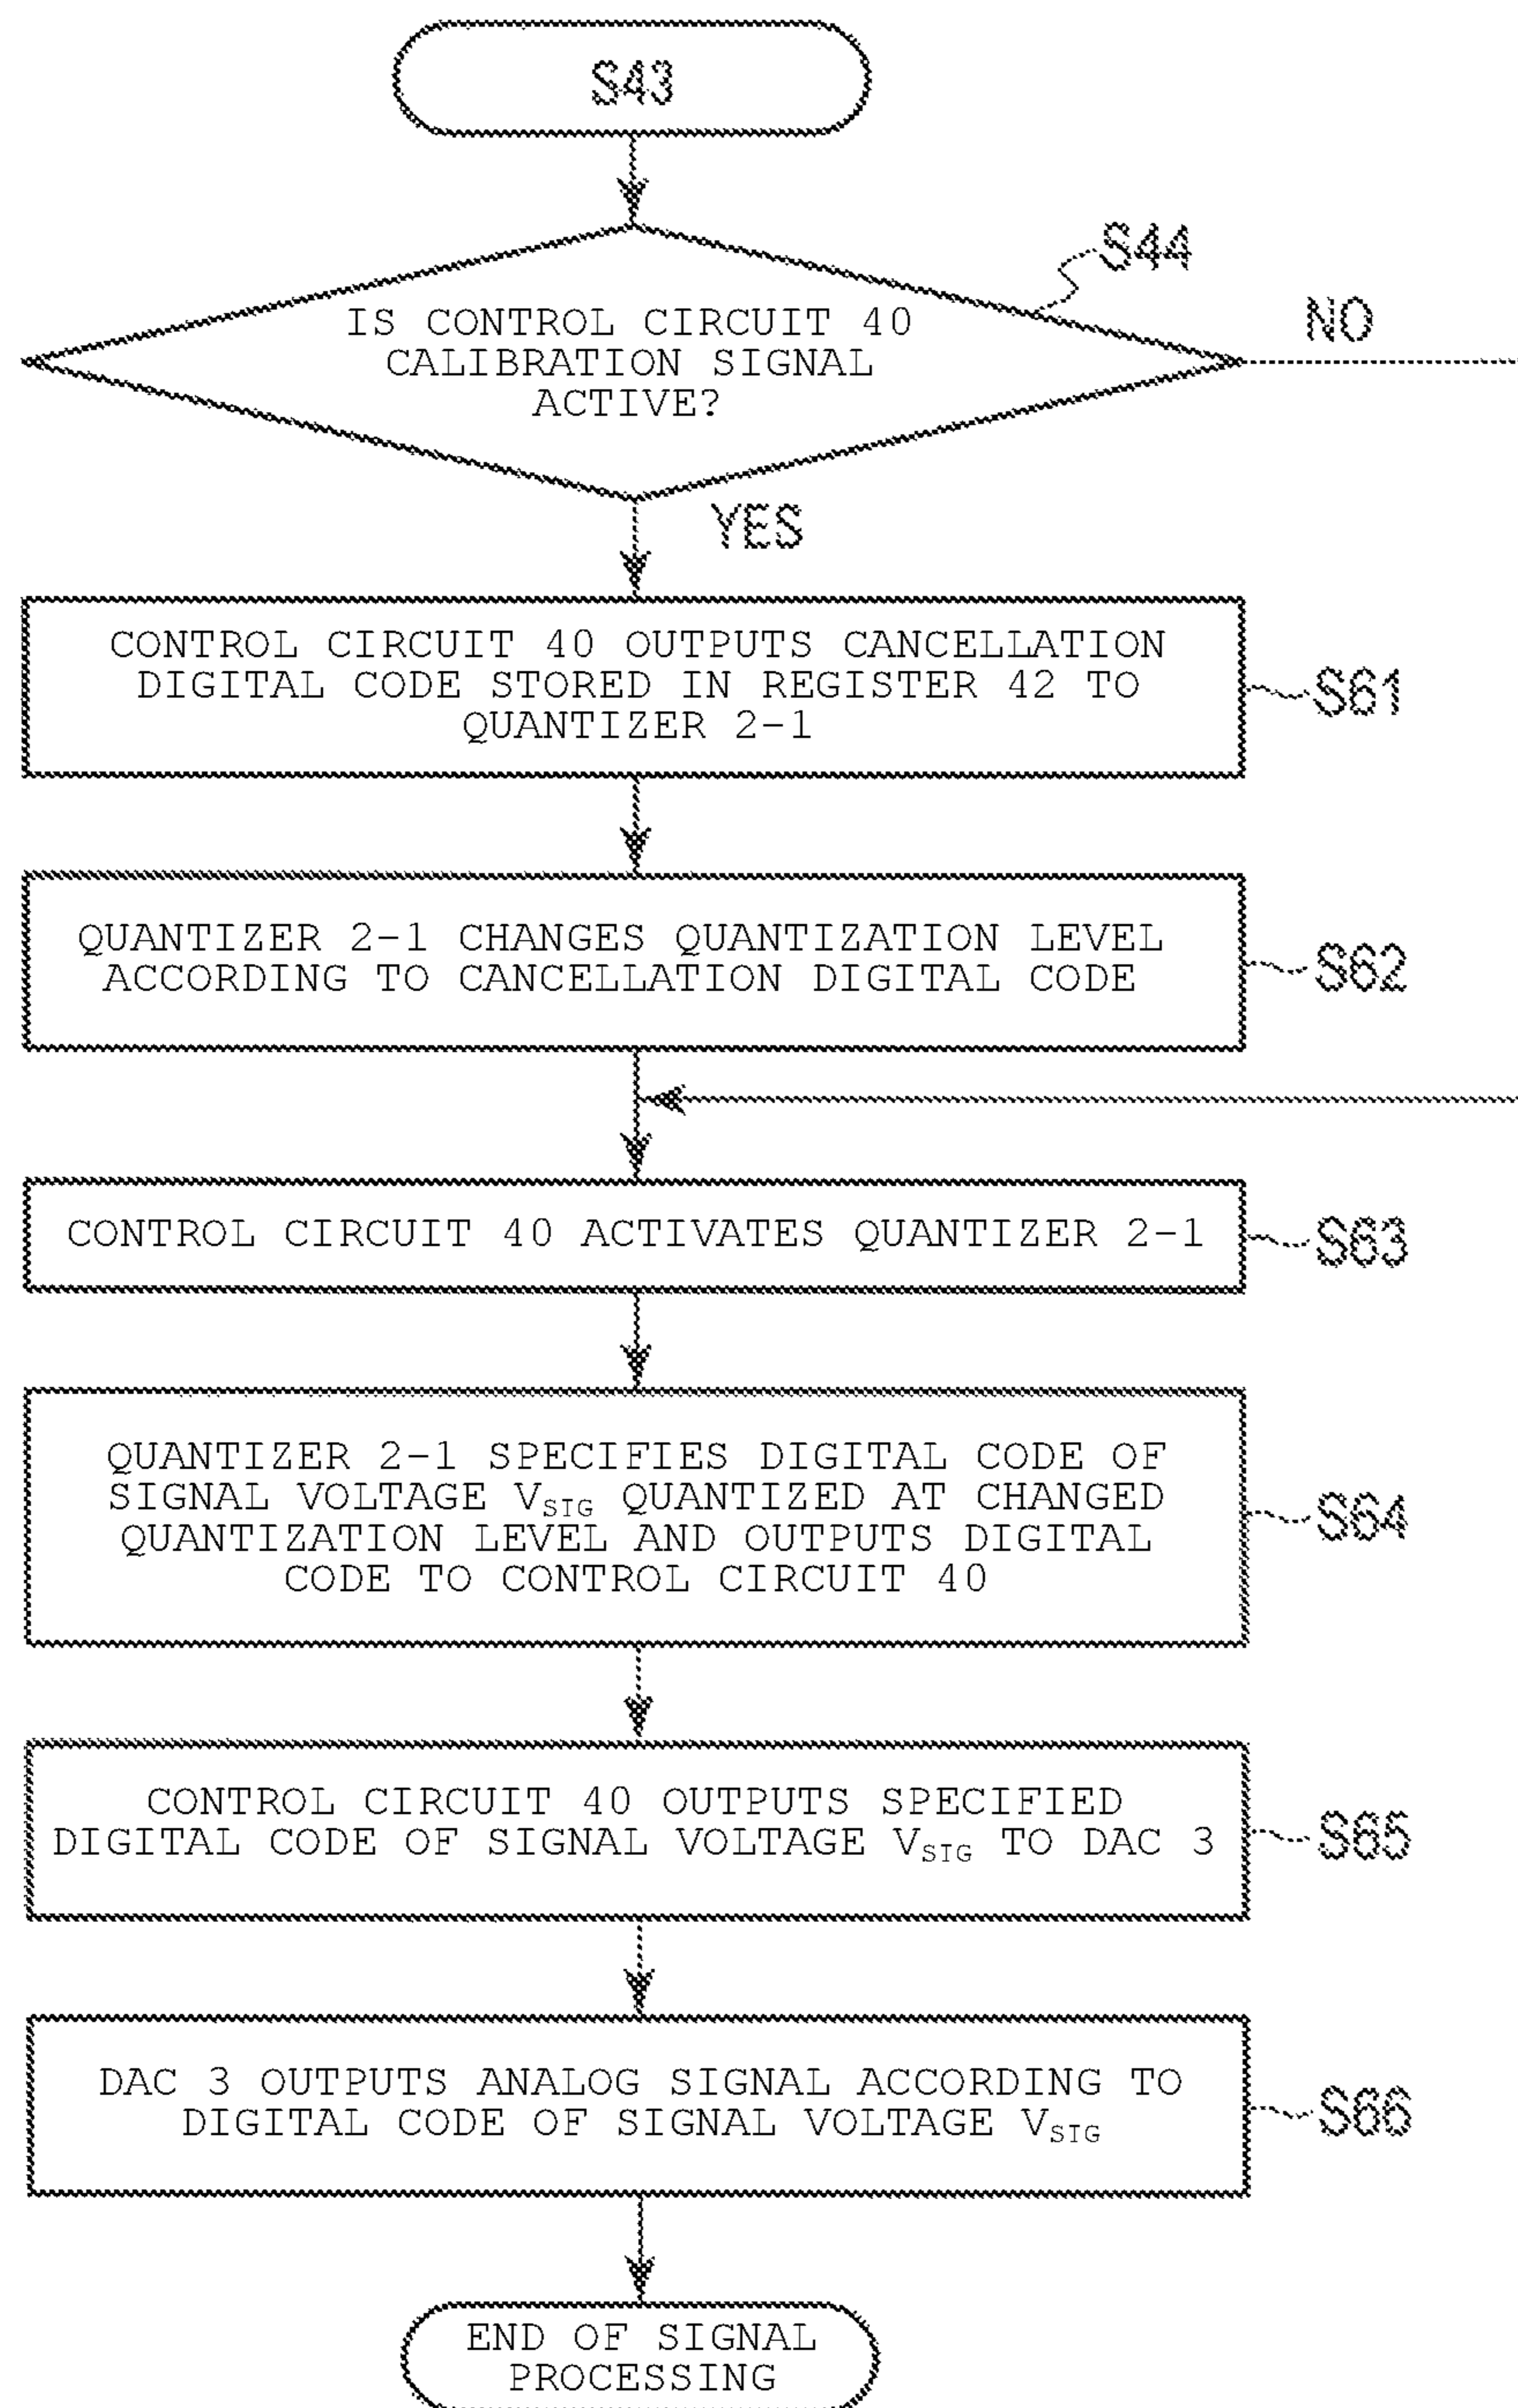 S43
S44
IS CONTROL CIRCUIT 40
CALIBRATION SIGNAL
ACTIVE?
NO
YES
CONTROL CIRCUIT 40 OUTPUTS CANCELLATION
DIGITAL CODE STORED IN REGISTER 42 TO
QUANTIZER 2-1
S61
QUANTIZER 2-1 CHANGES QUANTIZATION LEVEL
ACCORDING TO CANCELLATION DIGITAL CODE
S62
CONTROL CIRCUIT 40 ACTIVATES QUANTIZER 2-1
S63
QUANTIZER 2-1 SPECIFIES DIGITAL CODE OF
SIGNAL VOLTAGE VSIG QUANTIZED AT CHANGED
QUANTIZATION LEVEL AND OUTPUTS DIGITAL
CODE TO CONTROL CIRCUIT 40
S64
CONTROL CIRCUIT 40 OUTPUTS SPECIFIED
DIGITAL CODE OF SIGNAL VOLTAGE VSIG TO DAC 3
S65
DAC 3 OUTPUTS ANALOG SIGNAL ACCORDING TO
DIGITAL CODE OF SIGNAL VOLTAGE VSIG
S66
END OF SIGNAL
PROCESSING